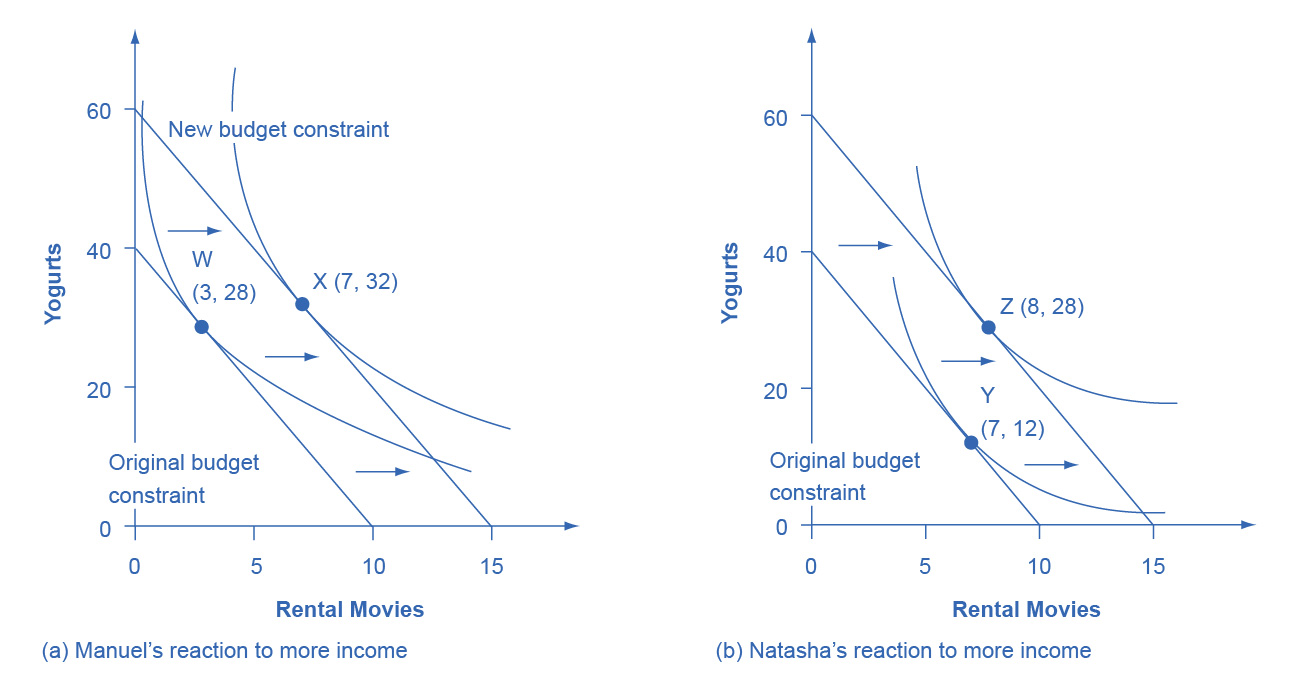 60
New budget constraint
40
W
(3, 28)
X (7, 32)
Yogurts
20
Original budget
constraint
0
0 5 10 15
Rental Movies
(a) Manuel’s reaction to more income
60
40
Z (8, 28)
Yogurts
20
Y
(7, 12)
Original budget
constraint
0
0 5 10 15
Rental Movies
(b) Natasha’s reaction to more income